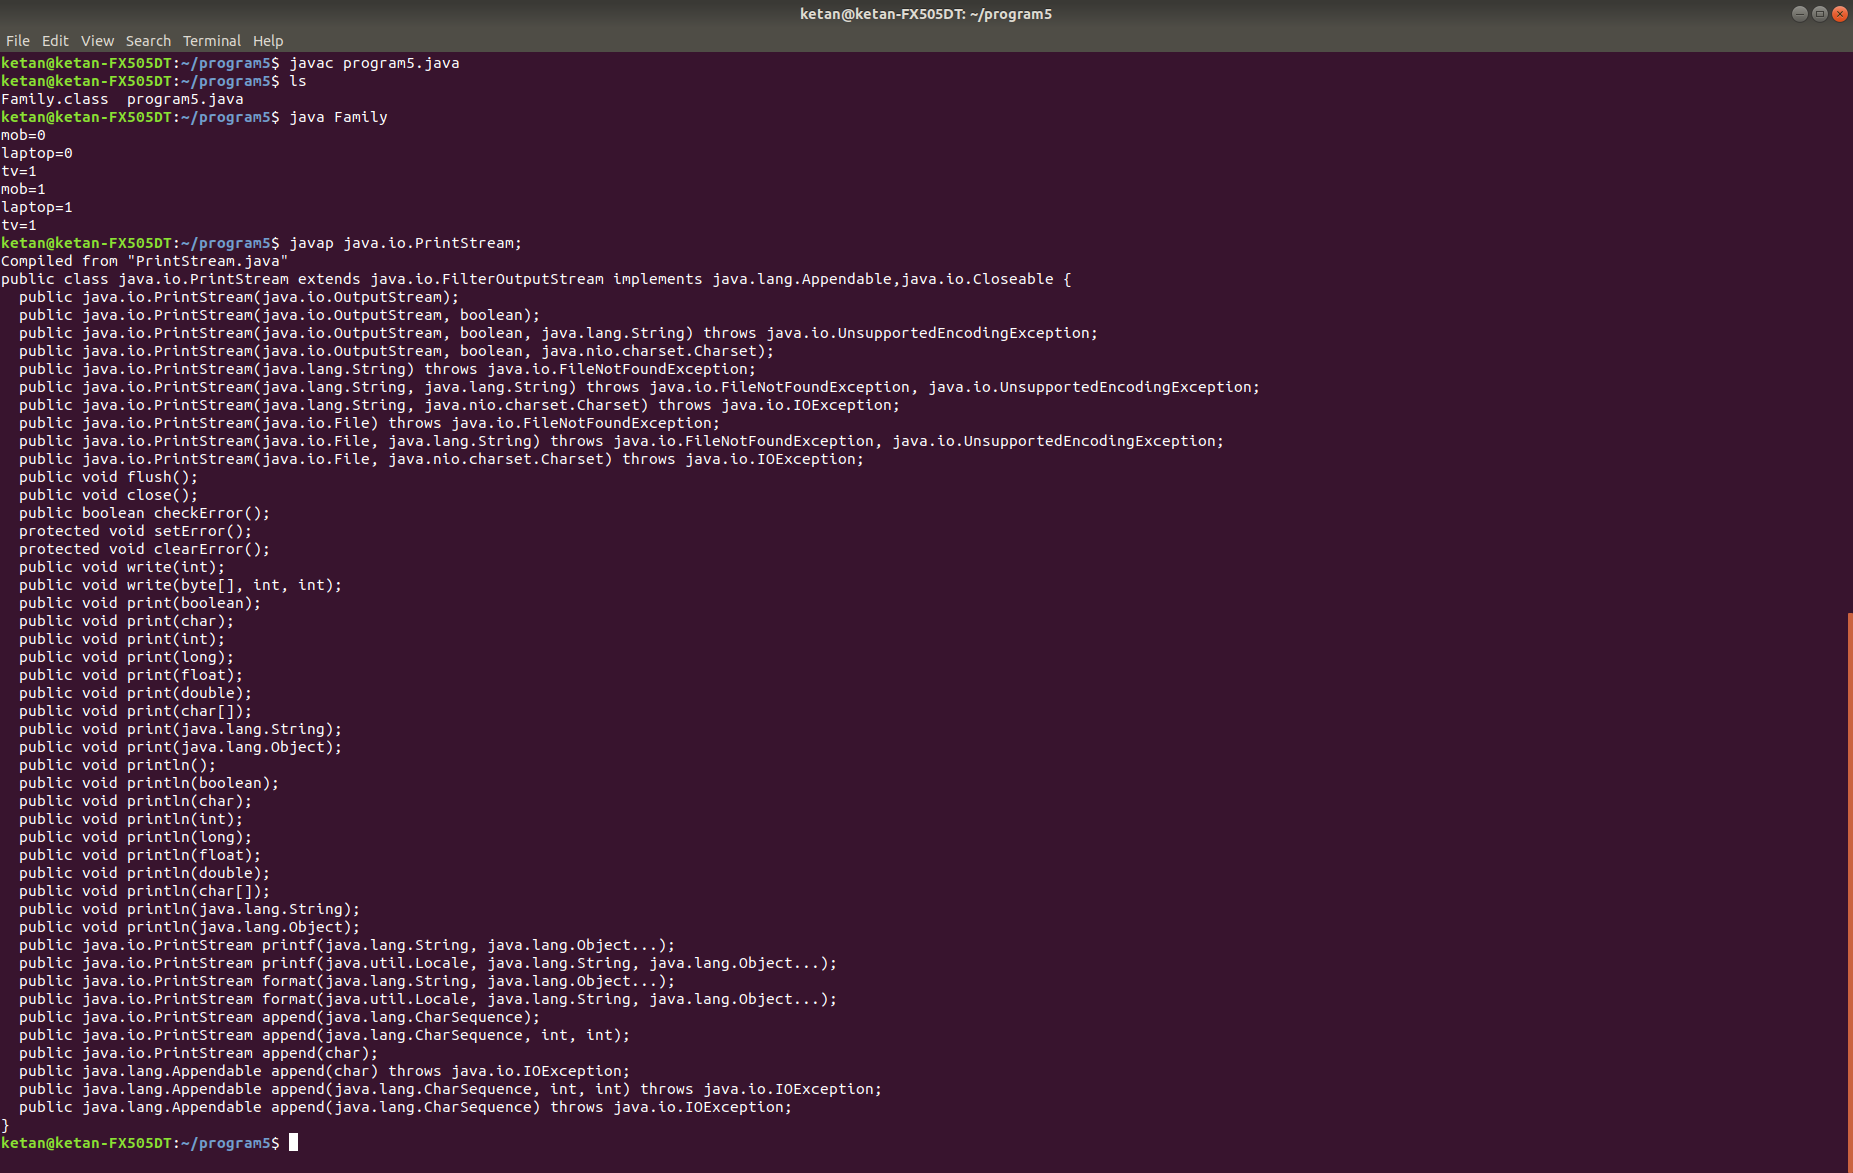 ketan@ketan-FX505DT: ~/program5
File Edit View Search Terminal Help
ketan@ketan-FX505DT:~/program5$ javac program5.java
ketan@ketan-FX505DT:~/program5$ ls
Family.class  program5.java
ketan@ketan-FX505DT:~/program5$ java Family
mob=0
laptop=0
tv=1
mob=1
laptop=1
tv=1
ketan@ketan-FX505DT:~/program5$ javap java.io.PrintStream;
Compiled from "PrintStream.java"
public class java.io.PrintStream extends java.io.FilterOutputStream implements java.lang.Appendable,java.io.Closeable {
  public java.io.PrintStream(java.io.OutputStream);
  public java.io.PrintStream(java.io.OutputStream, boolean);
  public java.io.PrintStream(java.io.OutputStream, boolean, java.lang.String) throws java.io.UnsupportedEncodingException;
  public java.io.PrintStream(java.io.OutputStream, boolean, java.nio.charset.Charset);
  public java.io.PrintStream(java.lang.String) throws java.io.FileNotFoundException;
  public java.io.PrintStream(java.lang.String, java.lang.String) throws java.io.FileNotFoundException, java.io.UnsupportedEncodingException;
  public java.io.PrintStream(java.lang.String, java.nio.charset.Charset) throws java.io.IOException;
  public java.io.PrintStream(java.io.File) throws java.io.FileNotFoundException;
  public java.io.PrintStream(java.io.File, java.lang.String) throws java.io.FileNotFoundException, java.io.UnsupportedEncodingException;
  public java.io.PrintStream(java.io.File, java.nio.charset.Charset) throws java.io.IOException;
  public void flush();
  public void close();
  public boolean checkError();
  protected void setError();
  protected void clearError();
  public void write(int);
  public void write(byte[], int, int);
  public void print(boolean);
  public void print(char);
  public void print(int);
  public void print(long);
  public void print(float);
  public void print(double);
  public void print(char[]);
  public void print(java.lang.String);
  public void print(java.lang.Object);
  public void println();
  public void println(boolean);
  public void println(char);
  public void println(int);
  public void println(long);
  public void println(float);
  public void println(double);
  public void println(char[]);
  public void println(java.lang.String);
  public void println(java.lang.Object);
  public java.io.PrintStream printf(java.lang.String, java.lang.Object...);
  public java.io.PrintStream printf(java.util.Locale, java.lang.String, java.lang.Object...);
  public java.io.PrintStream format(java.lang.String, java.lang.Object...);
  public java.io.PrintStream format(java.util.Locale, java.lang.String, java.lang.Object...);
  public java.io.PrintStream append(java.lang.CharSequence);
  public java.io.PrintStream append(java.lang.CharSequence, int, int);
  public java.io.PrintStream append(char);
  public java.lang.Appendable append(char) throws java.io.IOException;
  public java.lang.Appendable append(java.lang.CharSequence, int, int) throws java.io.IOException;
  public java.lang.Appendable append(java.lang.CharSequence) throws java.io.IOException;
}
ketan@ketan-FX505DT:~/program5$